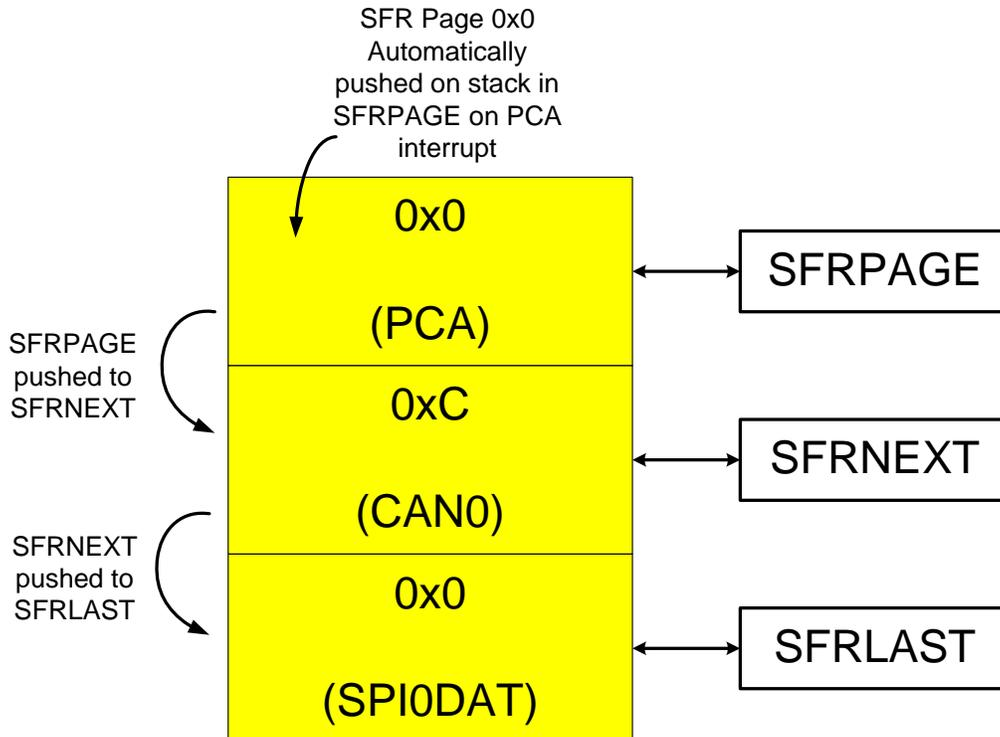 SFR Page 0x0
Automatically
pushed on stack in
SFRPAGE on PCA
interrupt
0x0
(PCA)
SFRPAGE
SFRPAGE
pushed to
SFRNEXT
0xC
(CAN0)
SFRNEXT
SFRNEXT
pushed to
SFRLAST
0x0
(SPI0DAT)
SFRLAST